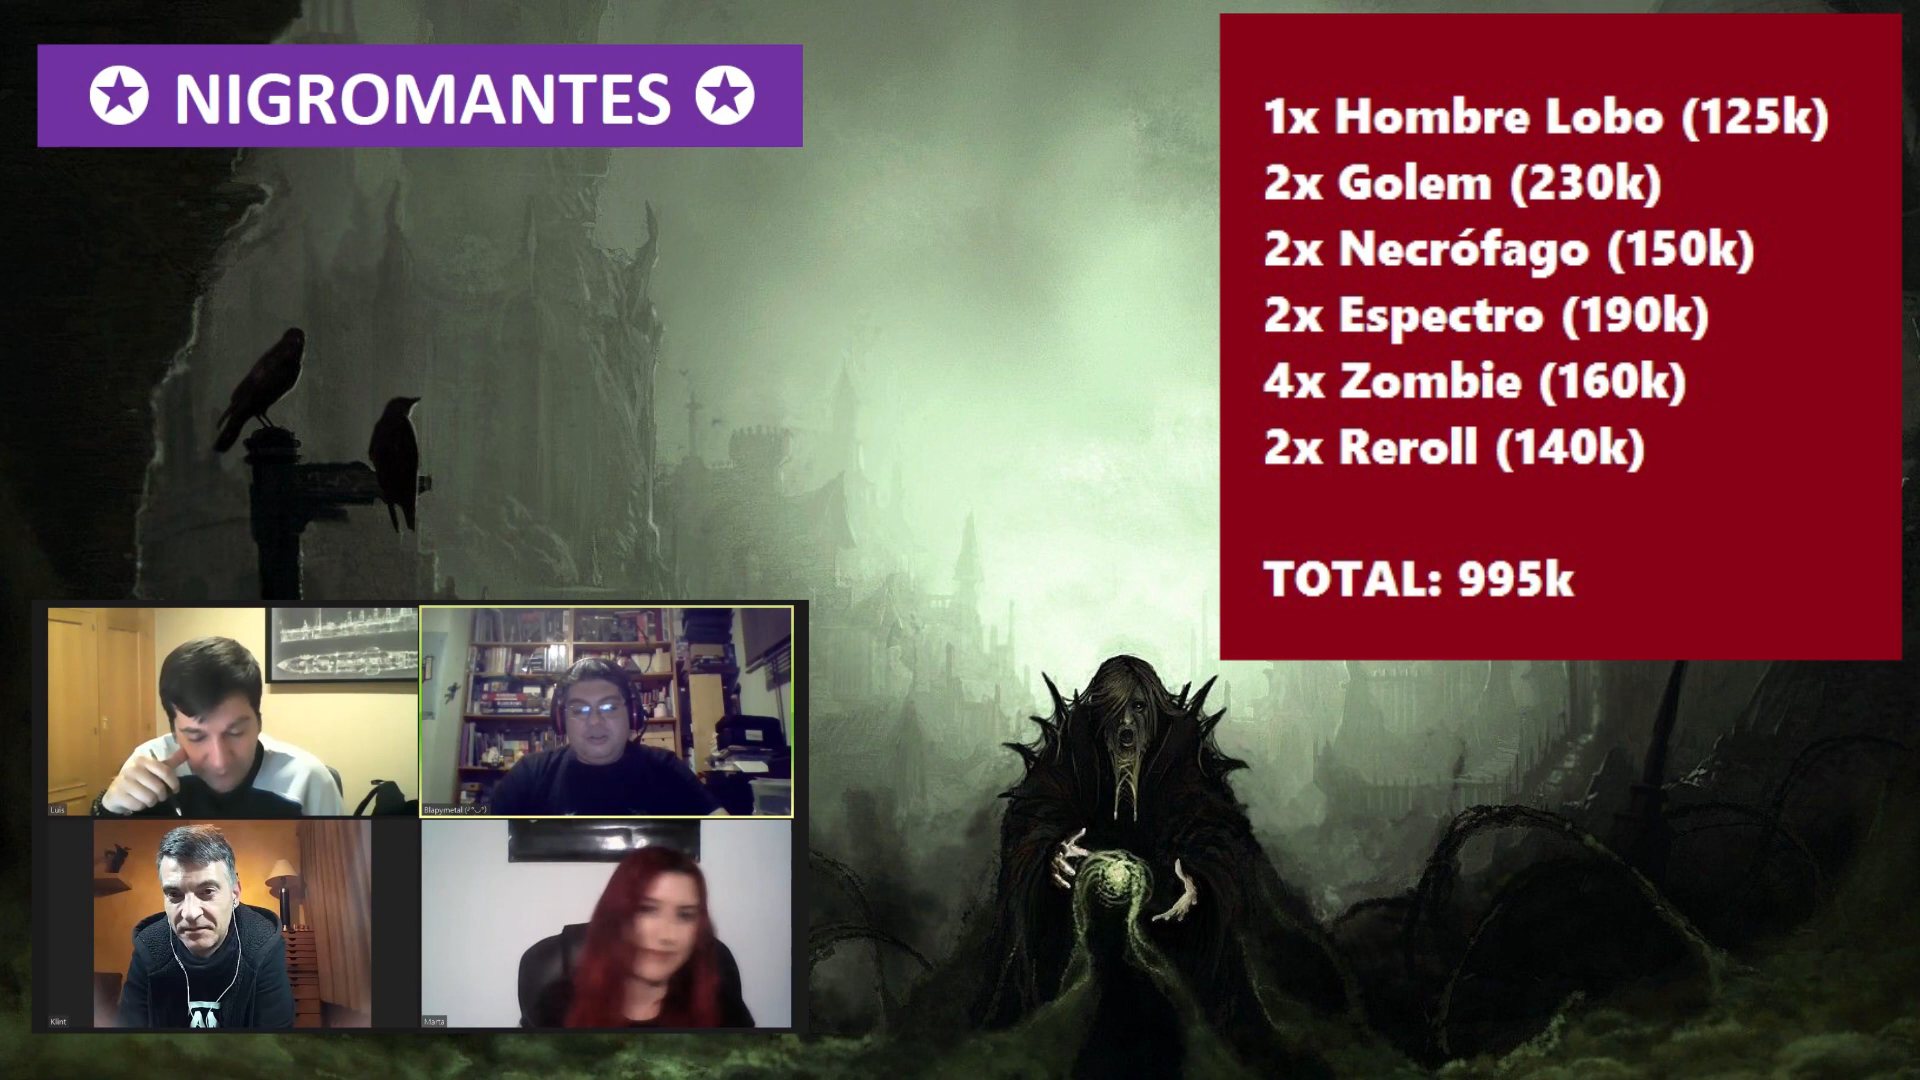 ✪ NIGROMANTES ✪
1x Hombre Lobo (125k)
2x Golem (230k)
2x Necrófago (150k)
2x Espectro (190k)
4x Zombie (160k)
2x Reroll (140k)
TOTAL: 995k
Luis
Blapymetal
Klint
Marta